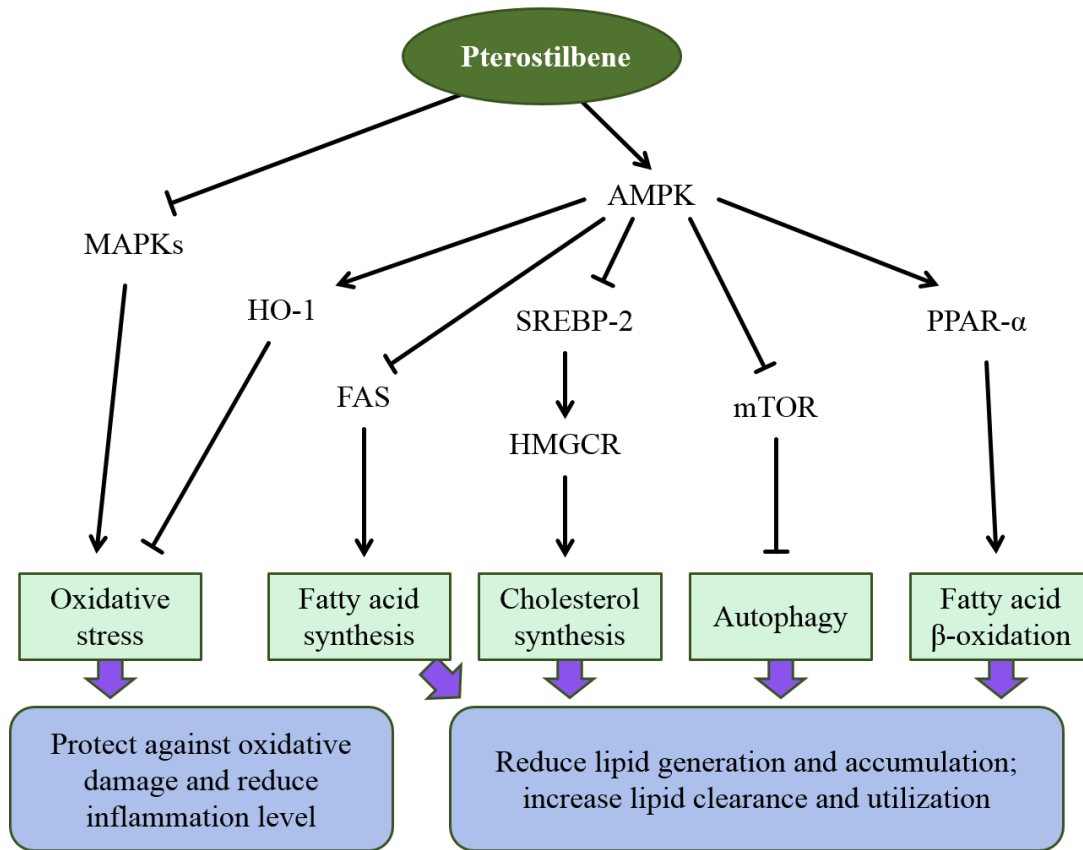 Pterostilbene
AMPK
MAPKs
HO-1
SREBP-2
PPAR-α
FAS
mTOR
HMGCR
Oxidative
stress
Fatty acid
synthesis
Cholesterol
synthesis
Autophagy
Fatty acid
β-oxidation
Protect against oxidative
damage and reduce
inflammation level
Reduce lipid generation and accumulation;
increase lipid clearance and utilization